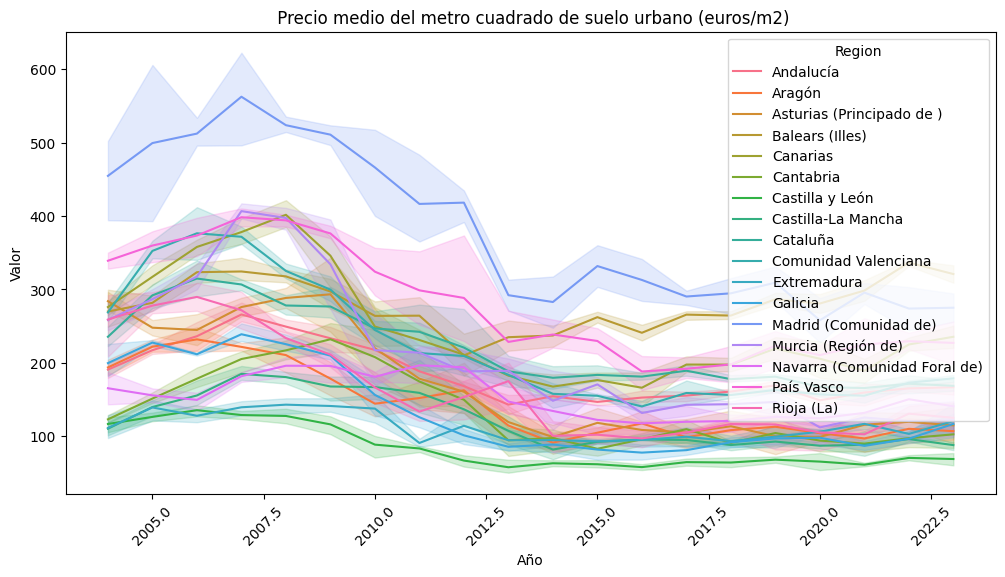 Precio medio del metro cuadrado de suelo urbano (euros/m2)
Region
Andalucía
Aragón
Asturias (Principado de )
Balears (Illes)
Canarias
Cantabria
Castilla y León
Castilla-La Mancha
Cataluña
Comunidad Valenciana
Extremadura
Galicia
Madrid (Comunidad de)
Murcia (Región de)
Navarra (Comunidad Foral de)
País Vasco
Rioja (La)
Valor
600
500
400
300
200
100
2005.0
2007.5
2010.0
2012.5
2015.0
2017.5
2020.0
2022.5
Año